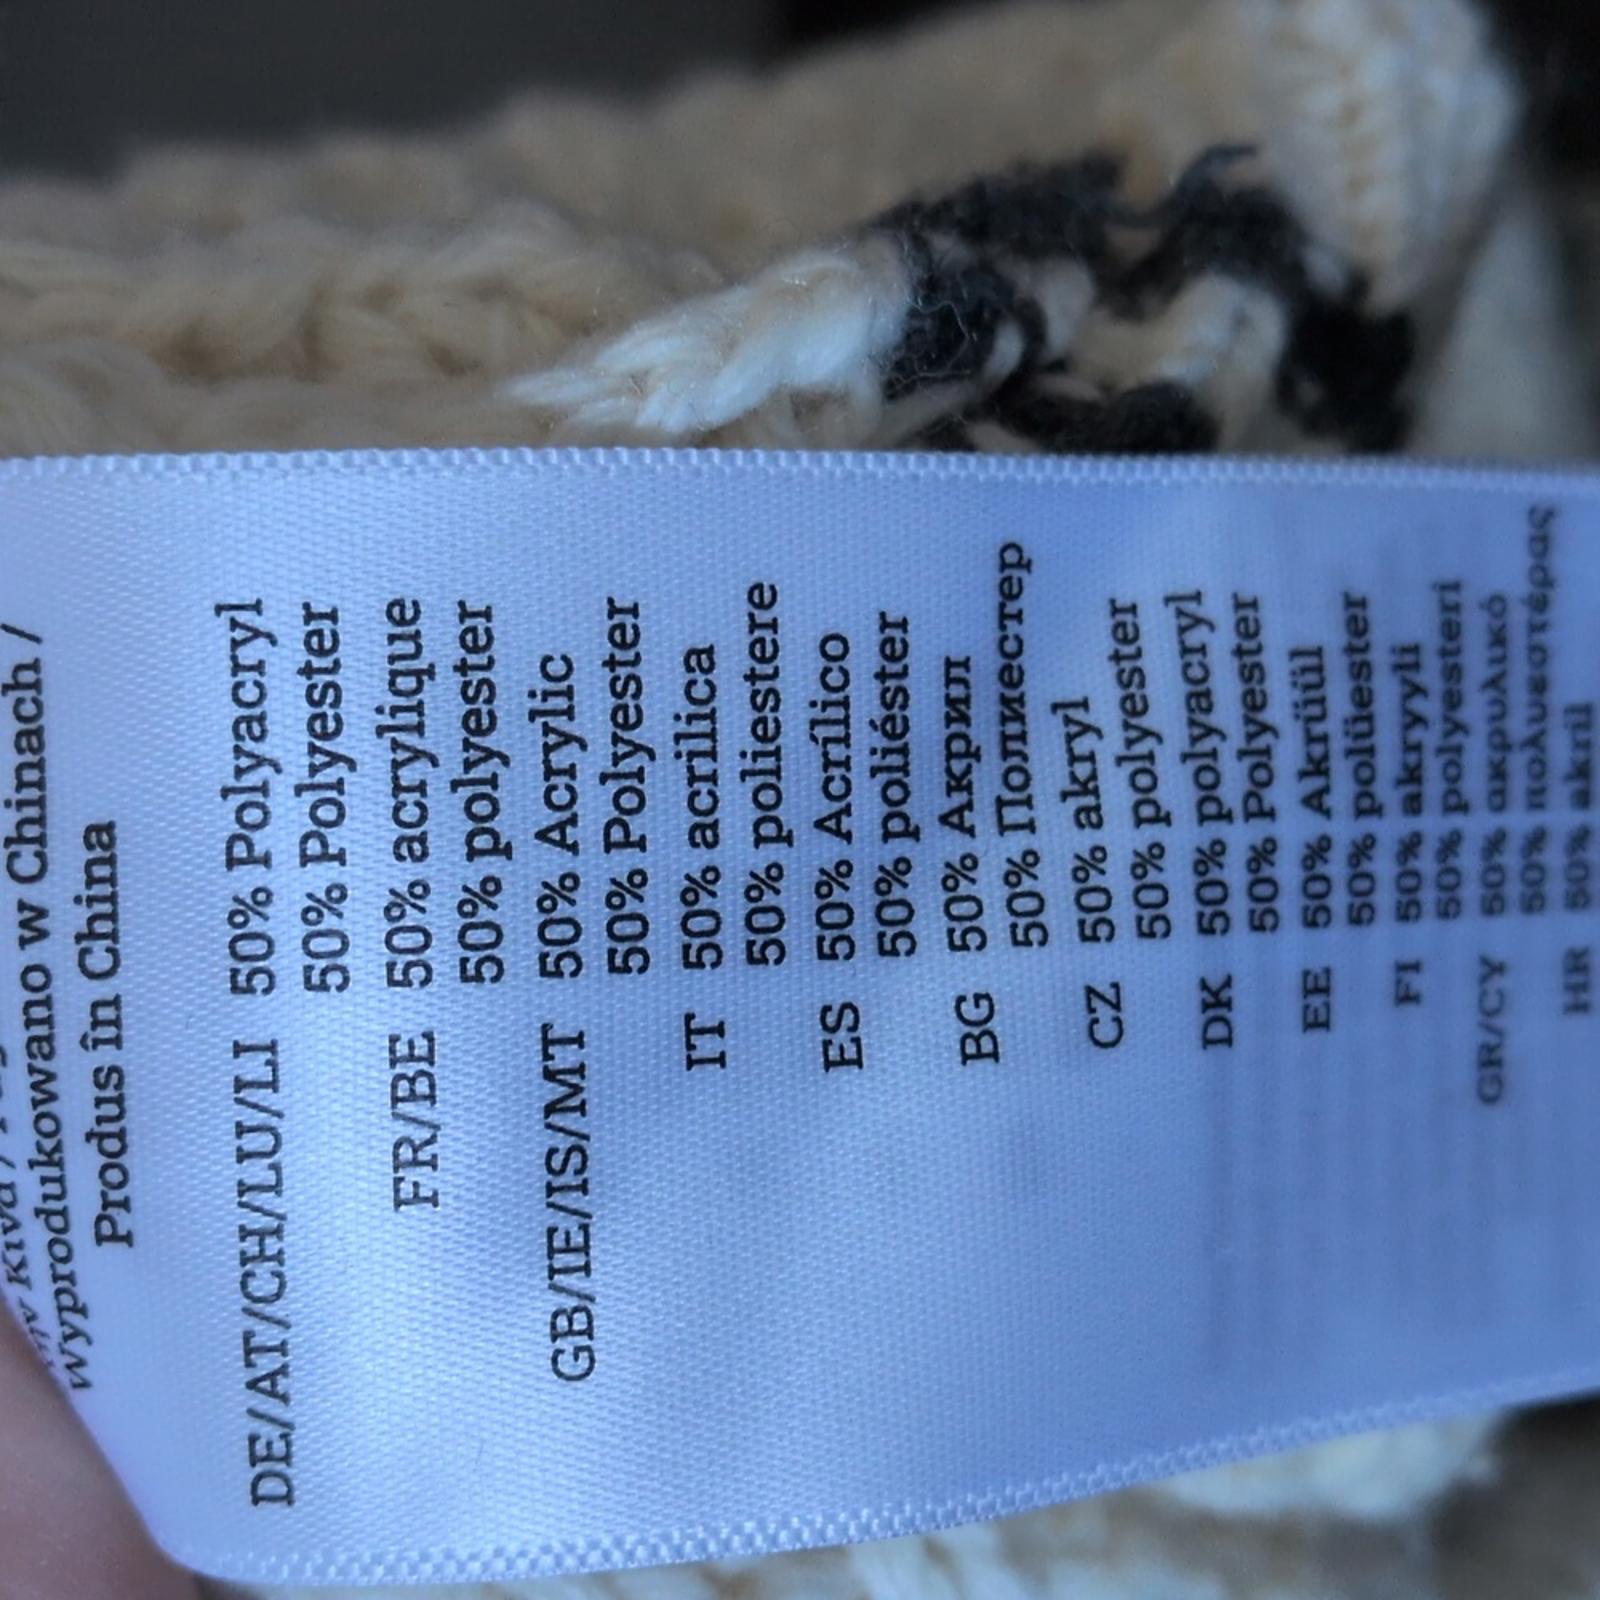 Wyprodukowano w Chinach /
Produs în China
DE/AT/CH/LU/LI 50% Polyacryl
50% Polyester
FR/BE 50% acrylique
50% polyester
GB/IE/IS/MT 50% Acrylic
50% Polyester
IT 50% acrilica
50% poliestere
ES 50% Acrílico
50% poliéster
BG 50% Акрил
50% Полиестер
CZ 50% akryl
50% polyester
DK 50% polyacryl
50% Polyester
EE 50% Akrüül
50% polüester
FI 50% akryyli
50% polyesteri
GR/CY 50% ακρυλικό
50% πολυεστέρας
HR 50% akril